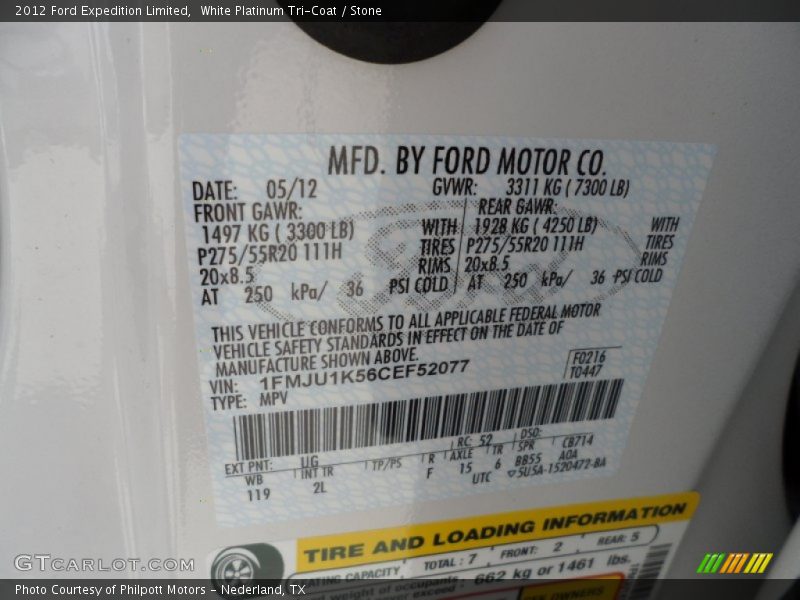 2012 Ford Expedition Limited,  White Platinum Tri-Coat / Stone
MFD. BY FORD MOTOR CO.
DATE: 05/12 GVWR: 3311 KG ( 7300 LB)
FRONT GAWR: REAR GAWR:
1497 KG ( 3300 LB) WITH 1928 KG ( 4250 LB) WITH
P275/55R20 111H TIRES P275/55R20 111H TIRES
20x8.5 RIMS 20x8.5 RIMS
AT 250 kPa/ 36 PSI COLD AT 250 kPa/ 36 PSI COLD
THIS VEHICLE CONFORMS TO ALL APPLICABLE FEDERAL MOTOR
VEHICLE SAFETY STANDARDS IN EFFECT ON THE DATE OF
MANUFACTURE SHOWN ABOVE.
VIN: 1FMJU1K56CEF52077
TYPE: MPV
F0216
T0447
EXT PNT: UG RC: 52 DSO:
WB INT TR TP/PS R AXLE TR SPR CB714
119 2L F 15 6 BB55 A0A
UTC ▽5U5A-1520472-BA
TIRE AND LOADING INFORMATION
SEATING CAPACITY TOTAL: 7 FRONT: 2 REAR: 5
weight of occupants
exceed 662 kg or 1461 lbs.
GTCARLOT.COM
Photo Courtesy of Philpott Motors - Nederland, TX